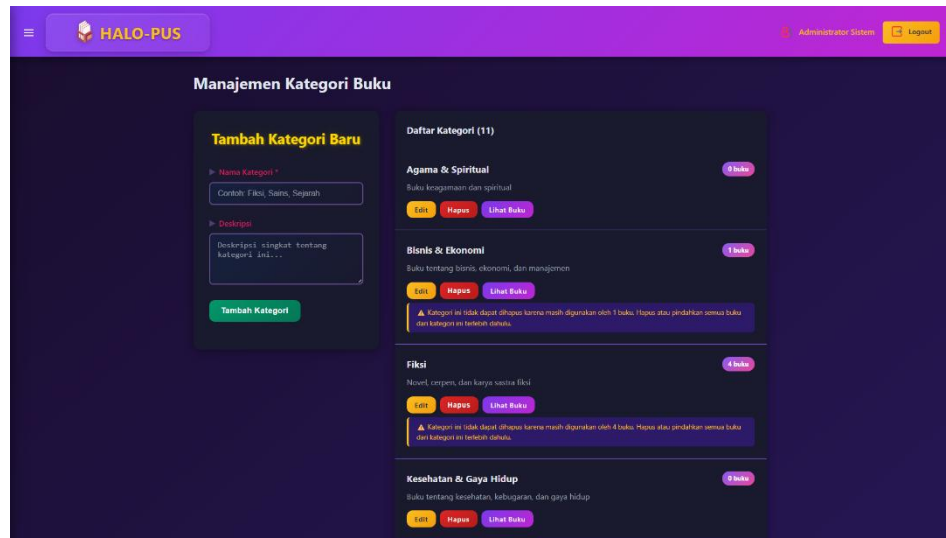 HALO-PUS
Administrator Sistem
Logout
Manajemen Kategori Buku
Tambah Kategori Baru
Nama Kategori *
Contoh: Fiksi, Sains, Sejarah
Deskripsi
Deskripsi singkat tentang
kategori ini...
Tambah Kategori
Daftar Kategori (11)
Agama & Spiritual
0 buku
Buku keagamaan dan spiritual
Edit Hapus Lihat Buku
Bisnis & Ekonomi
1 buku
Buku tentang bisnis, ekonomi, dan manajemen
Edit Hapus Lihat Buku
Kategori ini tidak dapat dihapus karena masih digunakan oleh 1 buku. Hapus atau pindahkan semua buku
dari kategori ini terlebih dahulu.
Fiksi
4 buku
Novel, cerpen, dan karya sastra fiksi
Edit Hapus Lihat Buku
Kategori ini tidak dapat dihapus karena masih digunakan oleh 4 buku. Hapus atau pindahkan semua buku
dari kategori ini terlebih dahulu.
Kesehatan & Gaya Hidup
0 buku
Buku tentang kesehatan, kebugaran, dan gaya hidup
Edit Hapus Lihat Buku